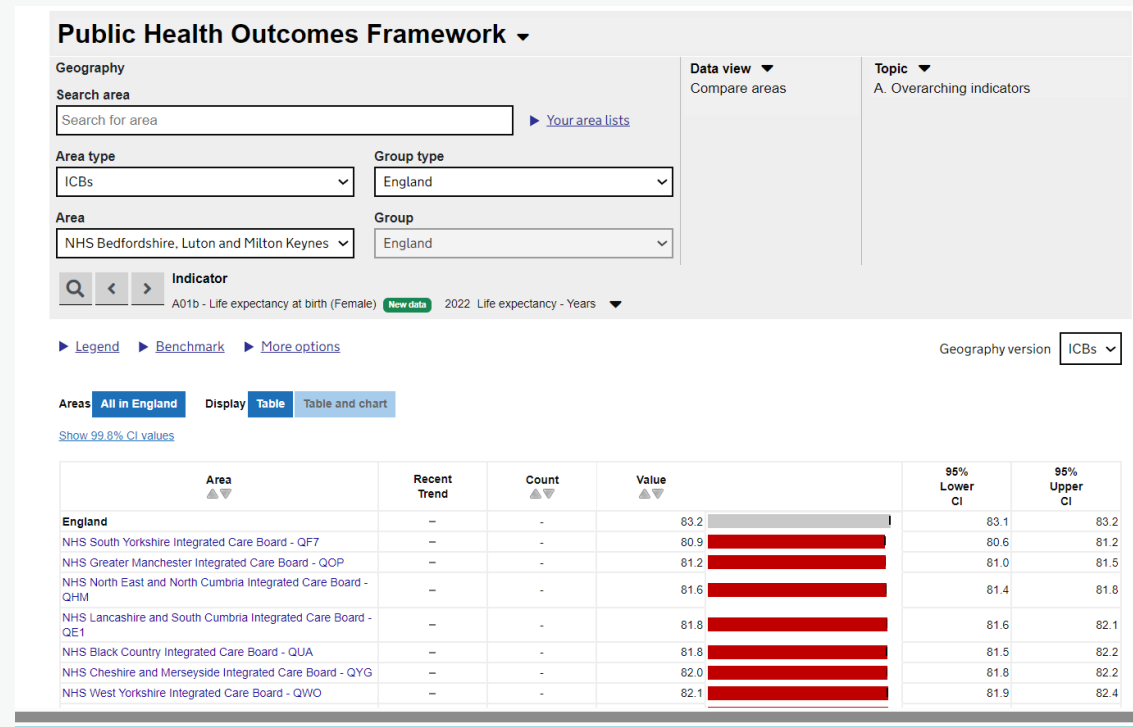 Public Health Outcomes Framework
Geography
Search area
Search for area
Your area lists
Area type
Group type
ICBs
England
Area
Group
NHS Bedfordshire, Luton and Milton Keynes
England
Data view
Compare areas
Topic
A. Overarching indicators
Indicator
A01b - Life expectancy at birth (Female) New data 2022 Life expectancy - Years
Legend Benchmark More options
Geography version ICBs
Areas All in England Display Table Table and chart
Show 99.8% CI values
Area Recent Trend Count Value 95% Lower CI 95% Upper CI
England – - 83.2 83.1 83.2
NHS South Yorkshire Integrated Care Board - QF7 – - 80.9 80.6 81.2
NHS Greater Manchester Integrated Care Board - QOP – - 81.2 81.0 81.5
NHS North East and North Cumbria Integrated Care Board -
QHM – - 81.6 81.4 81.8
NHS Lancashire and South Cumbria Integrated Care Board -
QE1 – - 81.8 81.6 82.1
NHS Black Country Integrated Care Board - QUA – - 81.8 81.5 82.2
NHS Cheshire and Merseyside Integrated Care Board - QYG – - 82.0 81.8 82.2
NHS West Yorkshire Integrated Care Board - QWO – - 82.1 81.9 82.4